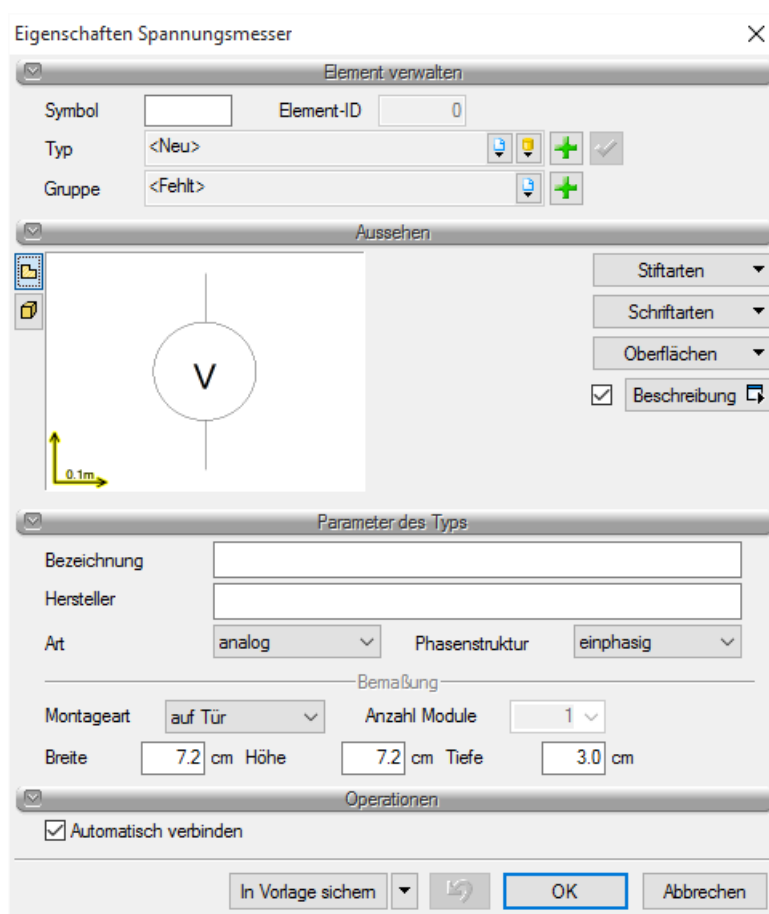 Eigenschaften Spannungsmesser
Element verwalten
Symbol Element-ID 0
Typ <Neu>
Gruppe <Fehlt>
Aussehen
Stiftarten
Schriftarten
Oberflächen
Beschreibung
V
0.1m
Parameter des Typs
Bezeichnung
Hersteller
Art analog Phasenstruktur einphasig
Bemaßung
Montageart auf Tür Anzahl Module 1
Breite 7.2 cm Höhe 7.2 cm Tiefe 3.0 cm
Operationen
Automatisch verbinden
In Vorlage sichern OK Abbrechen